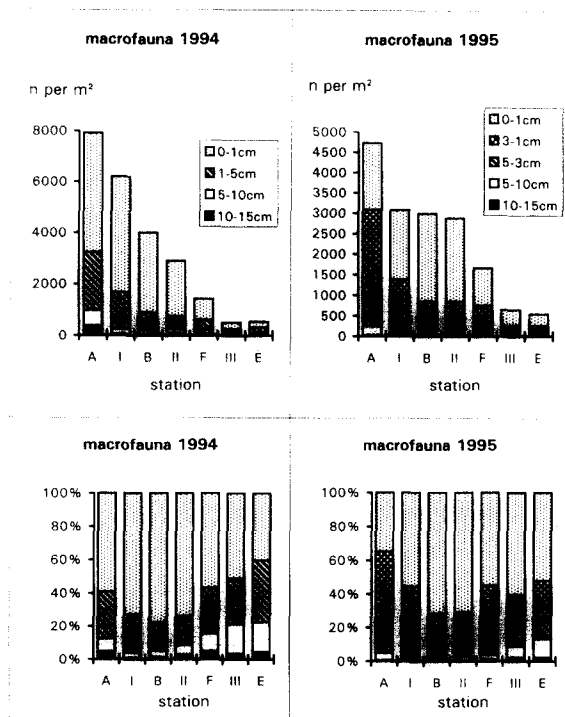 macrofauna 1994
n per m²
8000
6000
4000
2000
0
0-1cm
1-5cm
5-10cm
10-15cm
A I B II F III E
station
macrofauna 1995
n per m²
5000
4500
4000
3500
3000
2500
2000
1500
1000
500
0
0-1cm
3-1cm
5-3cm
5-10cm
10-15cm
A I B II F III E
station
macrofauna 1994
100%
80%
60%
40%
20%
0%
A I B II F III E
station
macrofauna 1995
100%
80%
60%
40%
20%
0%
A I B II F III E
station